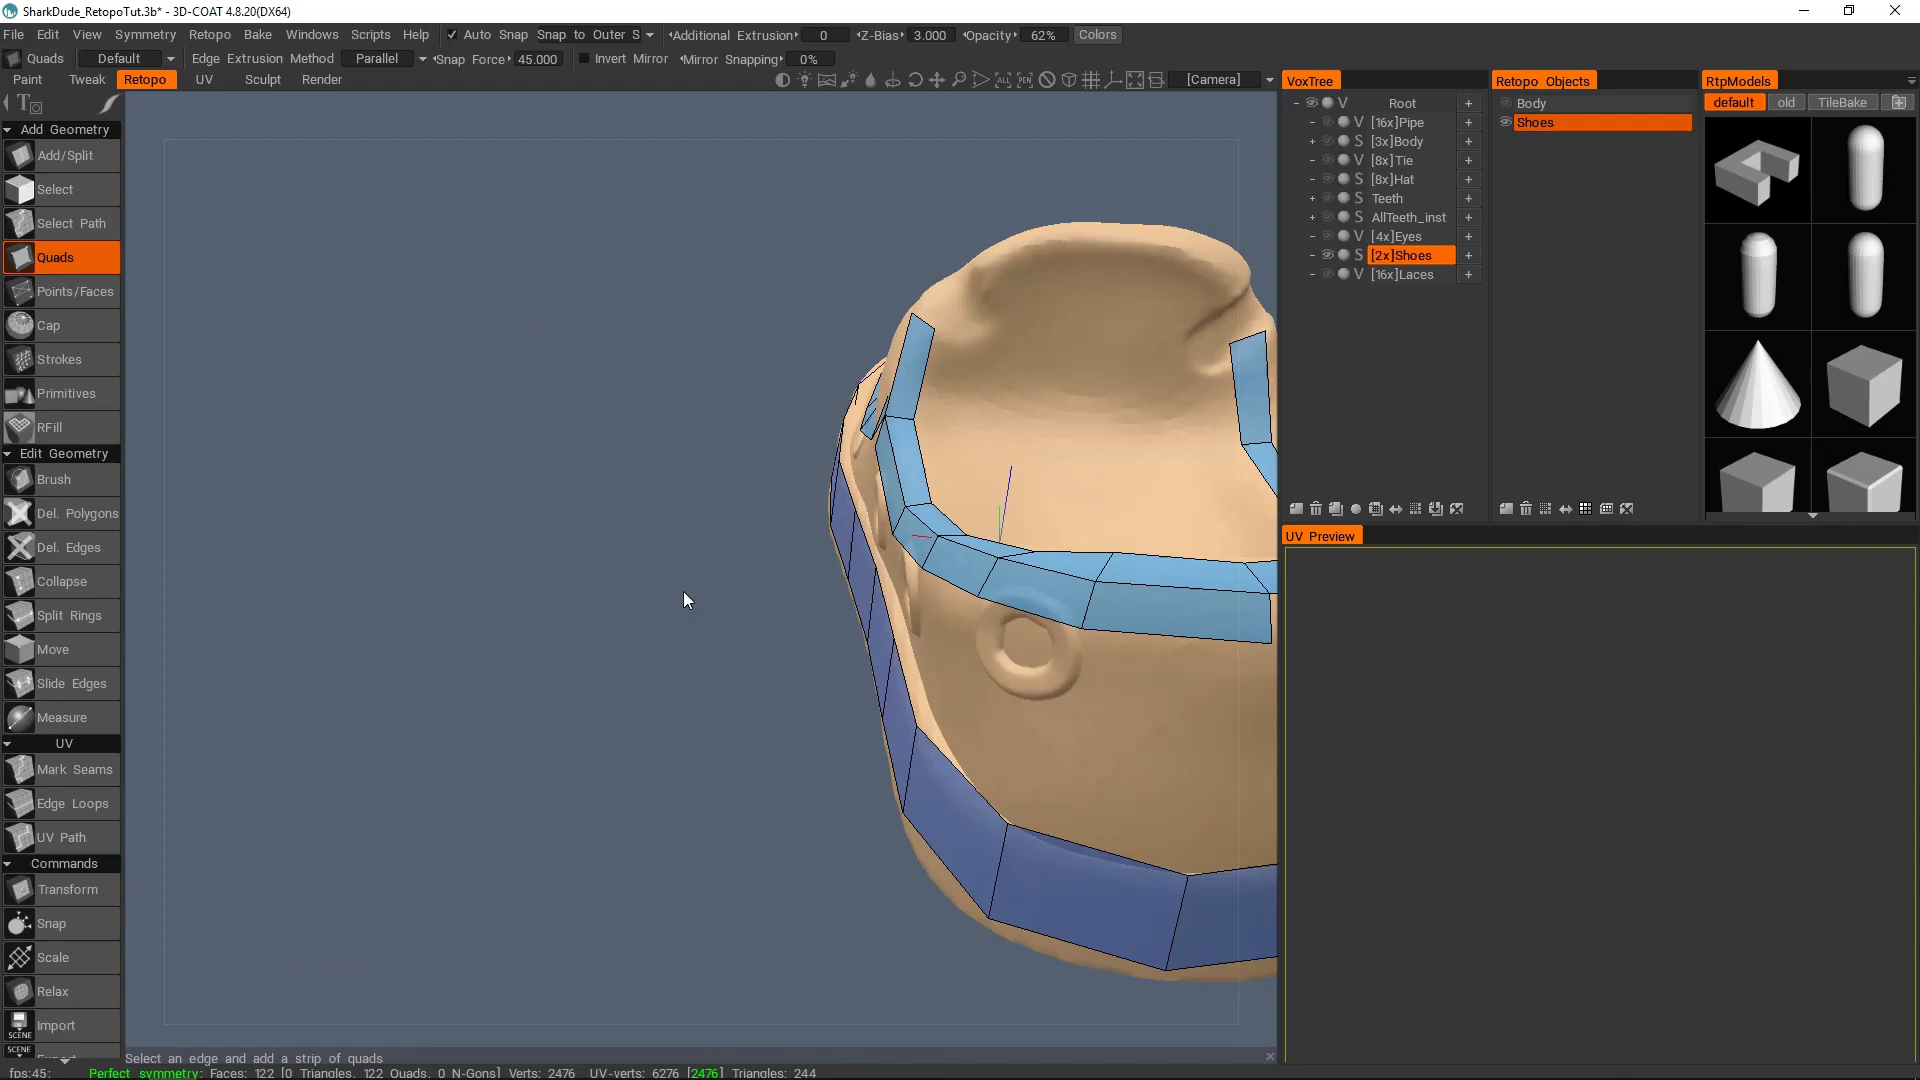 SharkDude_RetopoTut.3b* - 3D-COAT 4.8.20(DX64)
File Edit View Symmetry Retopo Bake Windows Scripts Help Auto Snap Snap to Outer S Additional Extrusion 0 Z-Bias 3.000 Opacity 62% Colors
Quads Default Edge Extrusion Method Parallel Snap Force 45.000 Invert Mirror Mirror Snapping 0%
Paint Tweak Retopo UV Sculpt Render ALL PEN [Camera] VoxTree Retopo Objects RtpModels
Root + Body default old TileBake
V [16x]Pipe + Shoes
Add Geometry
Add/Split
Select
Select Path
Quads
Points/Faces
Cap
Strokes
Primitives
RFill
Edit Geometry
Brush
Del. Polygons
Del. Edges
Collapse
Split Rings
Move
Slide Edges
Measure
UV
Mark Seams
Edge Loops
UV Path
Commands
Transform
Snap
Scale
Relax
SCENE Import
SCENE
+ S [3x]Body +
- V [8x]Tie +
- S [8x]Hat +
+ S Teeth +
+ S AllTeeth_inst +
- V [4x]Eyes +
- S [2x]Shoes +
- V [16x]Laces +
UV Preview
Select an edge and add a strip of quads
fps:45; Perfect symmetry; Faces: 122 [0 Triangles, 122 Quads, 0 N-Gons] Verts: 2476 UV-verts: 6276 [2476] Triangles: 244